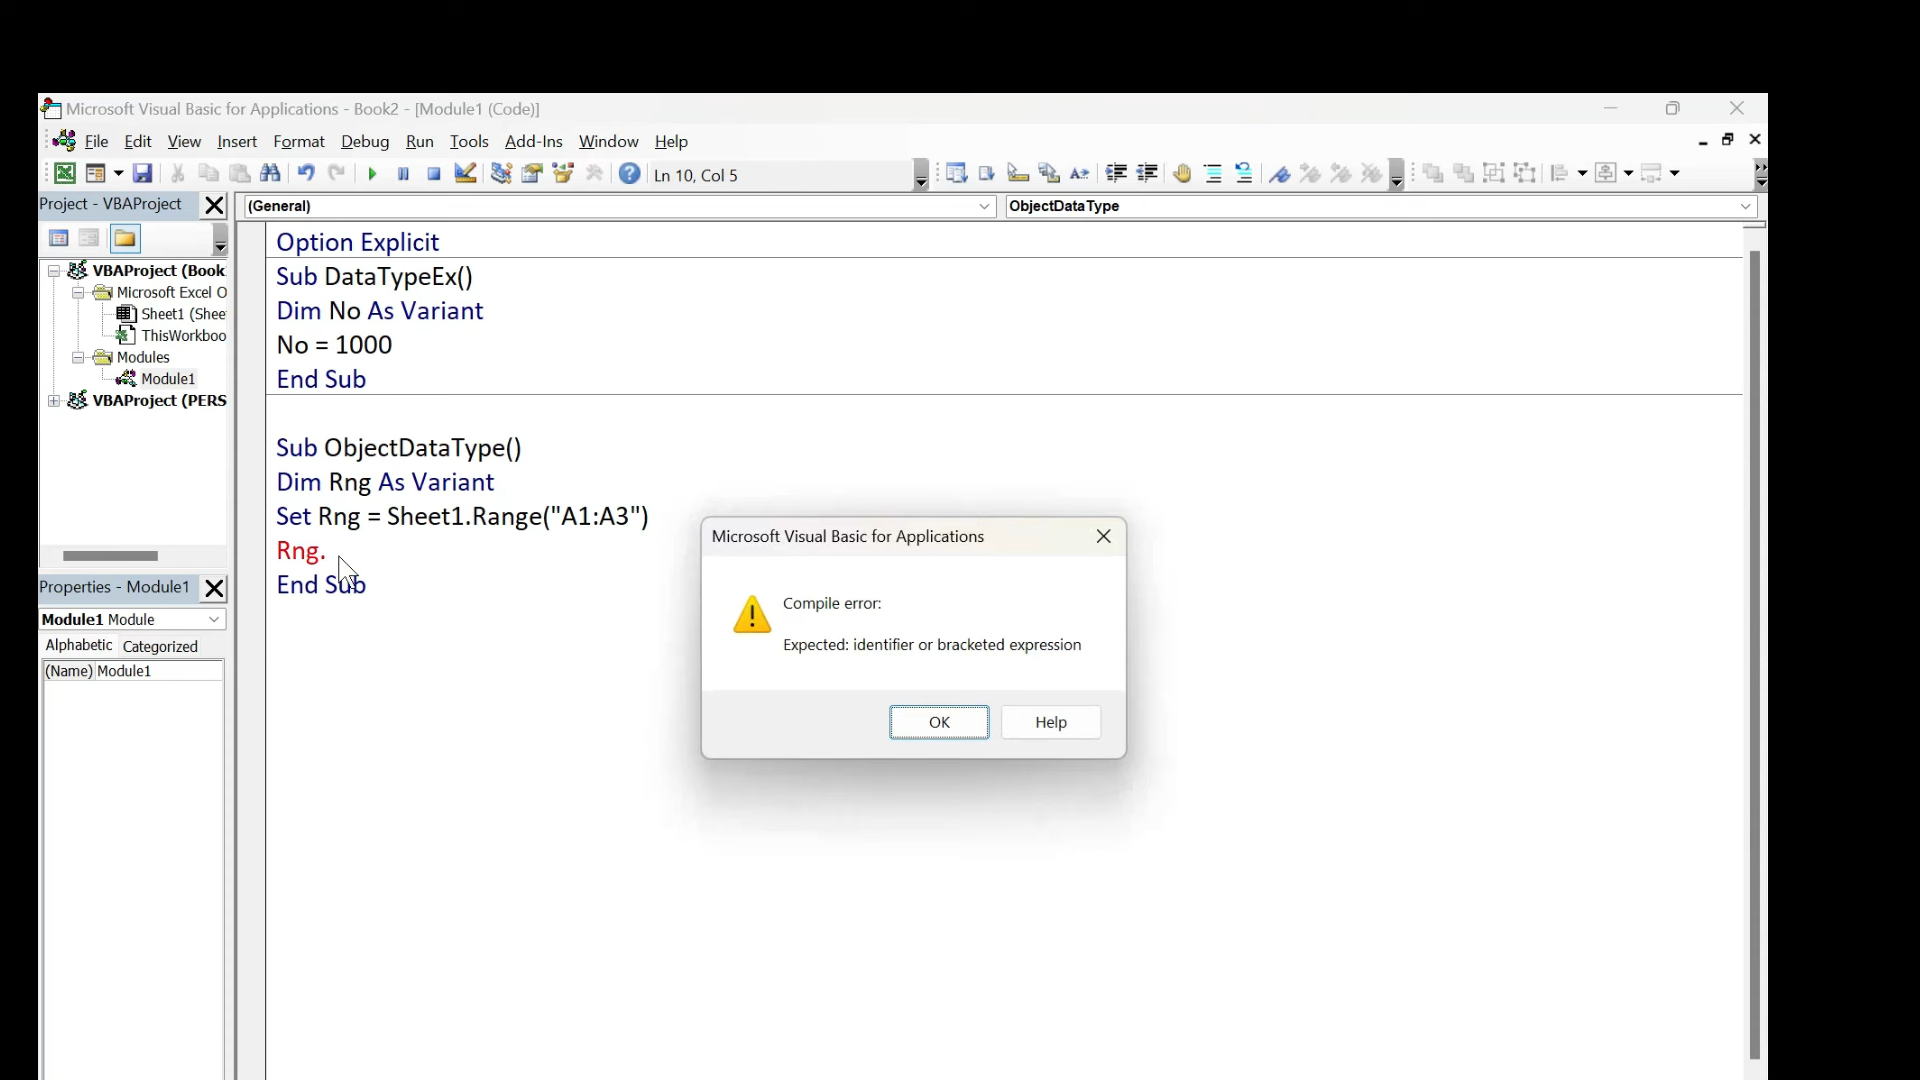 Microsoft Visual Basic for Applications - Book2 - [Module1 (Code)]
File Edit View Insert Format Debug Run Tools Add-Ins Window Help
Ln 10, Col 5
Project - VBAProject
(General)
ObjectDataType
VBAProject (Book
Microsoft Excel O
Sheet1 (Shee
ThisWorkboo
Modules
Module1
VBAProject (PERS
Option Explicit
Sub DataTypeEx()
Dim No As Variant
No = 1000
End Sub
Sub ObjectDataType()
Dim Rng As Variant
Set Rng = Sheet1.Range("A1:A3")
Rng.
End Sub
Properties - Module1
Module1 Module
Alphabetic Categorized
(Name) Module1
Microsoft Visual Basic for Applications
Compile error:
Expected: identifier or bracketed expression
OK Help